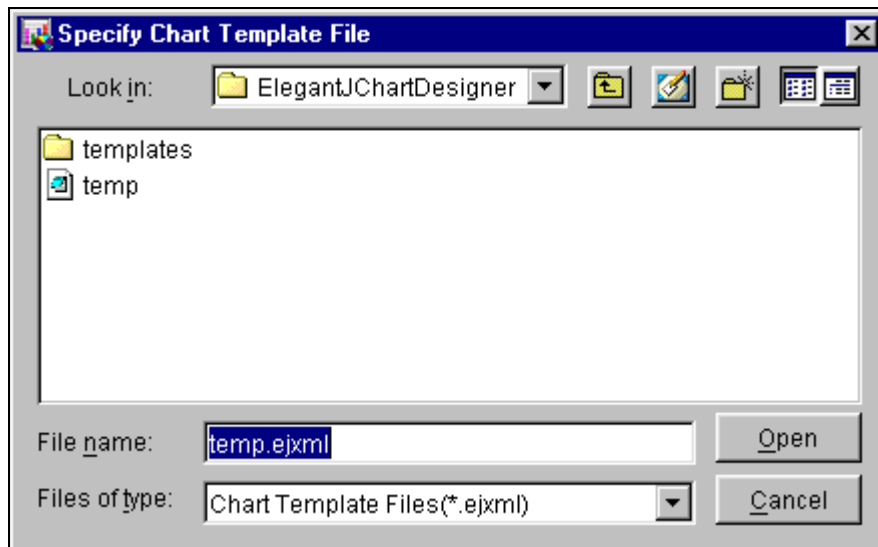 Specify Chart Template File
Look in: ElegantJChartDesigner
templates
temp
File name: temp.ejxml Open
Files of type: Chart Template Files(*.ejxml) Cancel